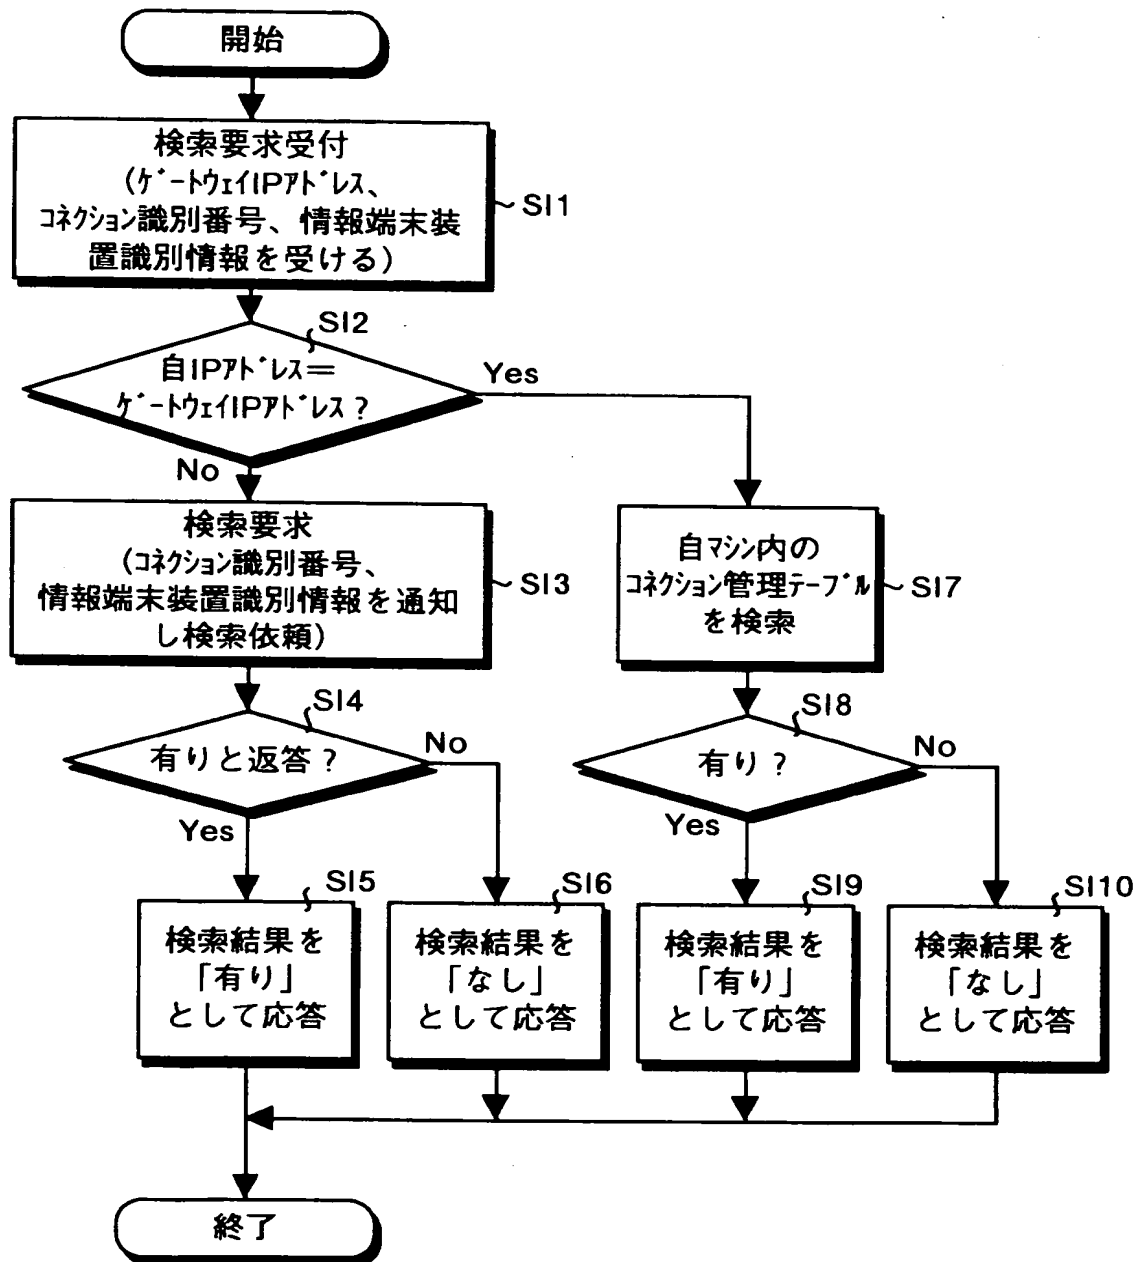 開始
検索要求受付
(ｹﾞｰﾄｳｪｲIPｱﾄﾞﾚｽ、
ｺﾈｸｼｮﾝ識別番号、情報端末装
置識別情報を受ける)
SI1
SI2
自IPｱﾄﾞﾚｽ=
ｹﾞｰﾄｳｪｲIPｱﾄﾞﾚｽ?
Yes
No
検索要求
(ｺﾈｸｼｮﾝ識別番号、
情報端末装置識別情報を通知
し検索依頼)
SI3
自ﾏｼﾝ内の
ｺﾈｸｼｮﾝ管理ﾃｰﾌﾞﾙ
を検索
SI7
SI4
有りと返答?
No
Yes
SI8
有り?
No
Yes
SI5
検索結果を
「有り」
として応答
SI6
検索結果を
「なし」
として応答
SI9
検索結果を
「有り」
として応答
SI10
検索結果を
「なし」
として応答
終了